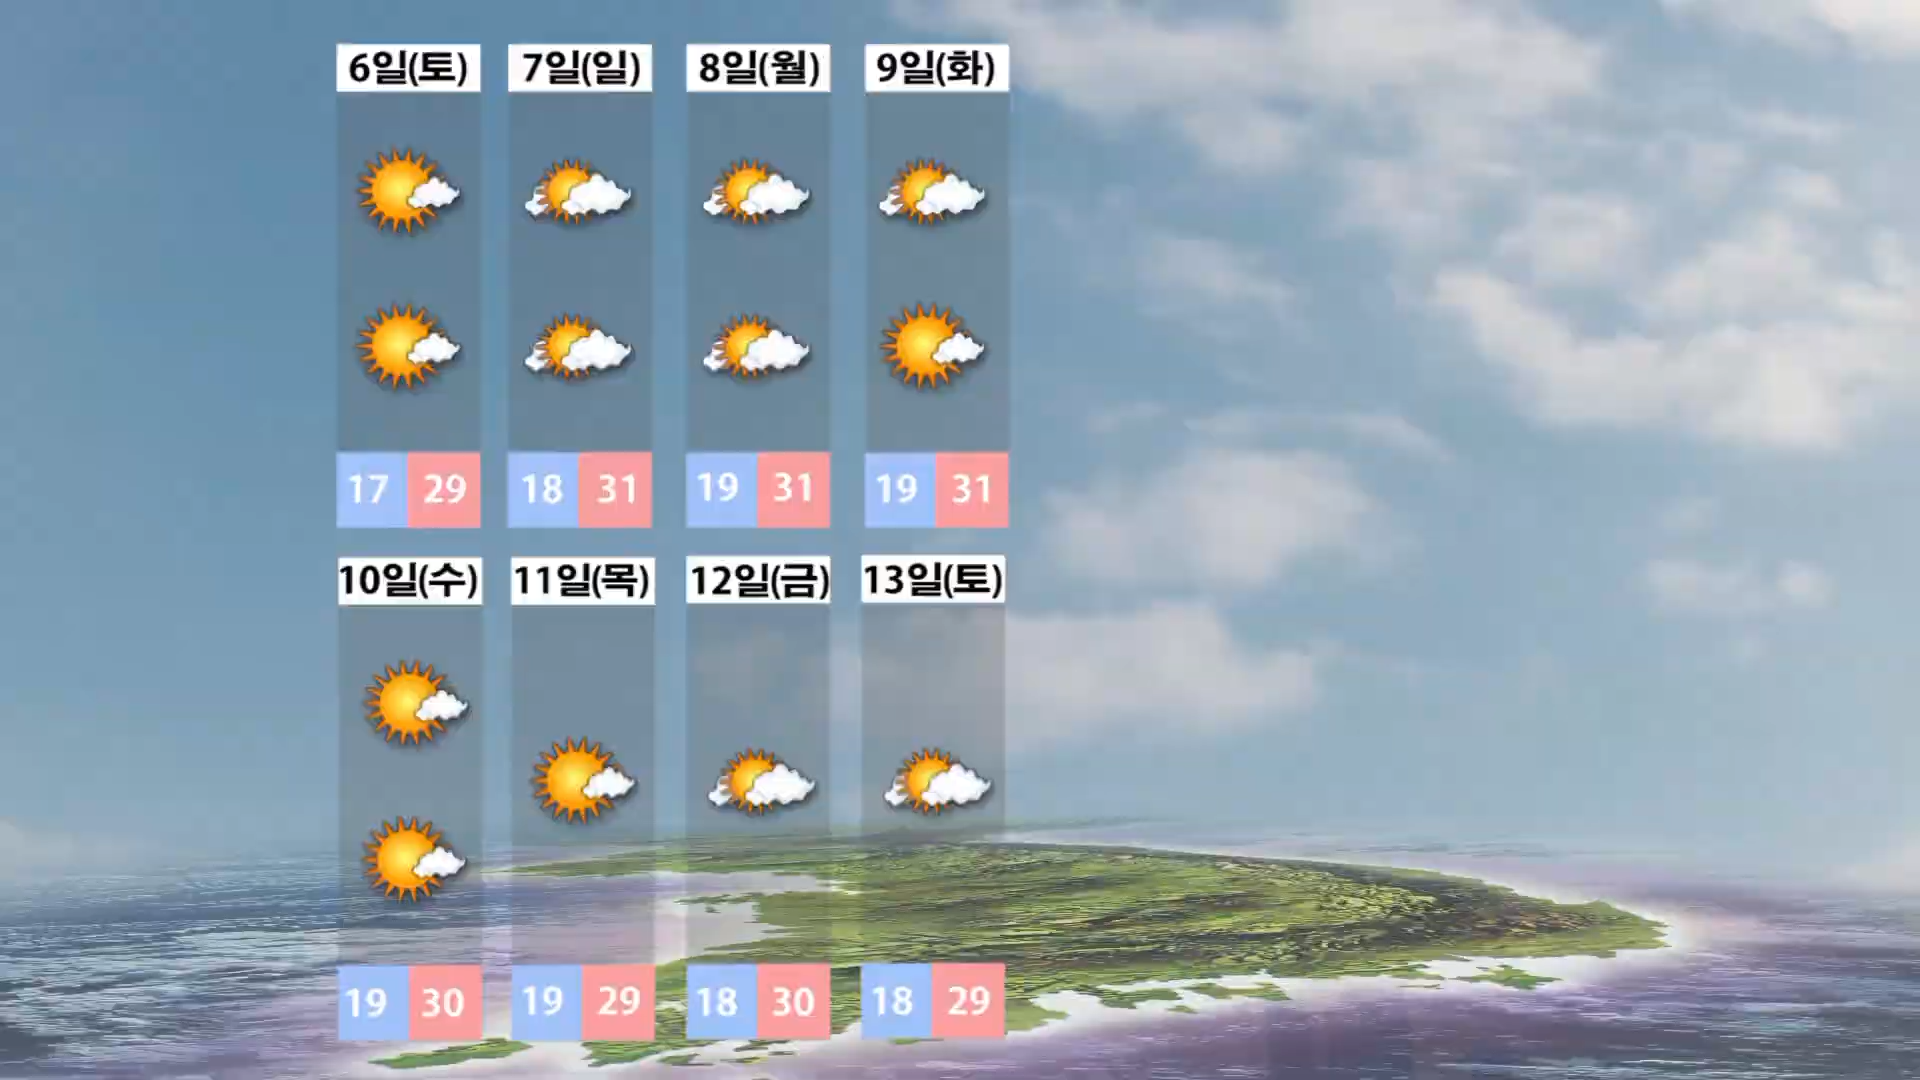 6일(토) 7일(일) 8일(월) 9일(화)
17 29 18 31 19 31 19 31
10일(수) 11일(목) 12일(금) 13일(토)
19 30 19 29 18 30 18 29